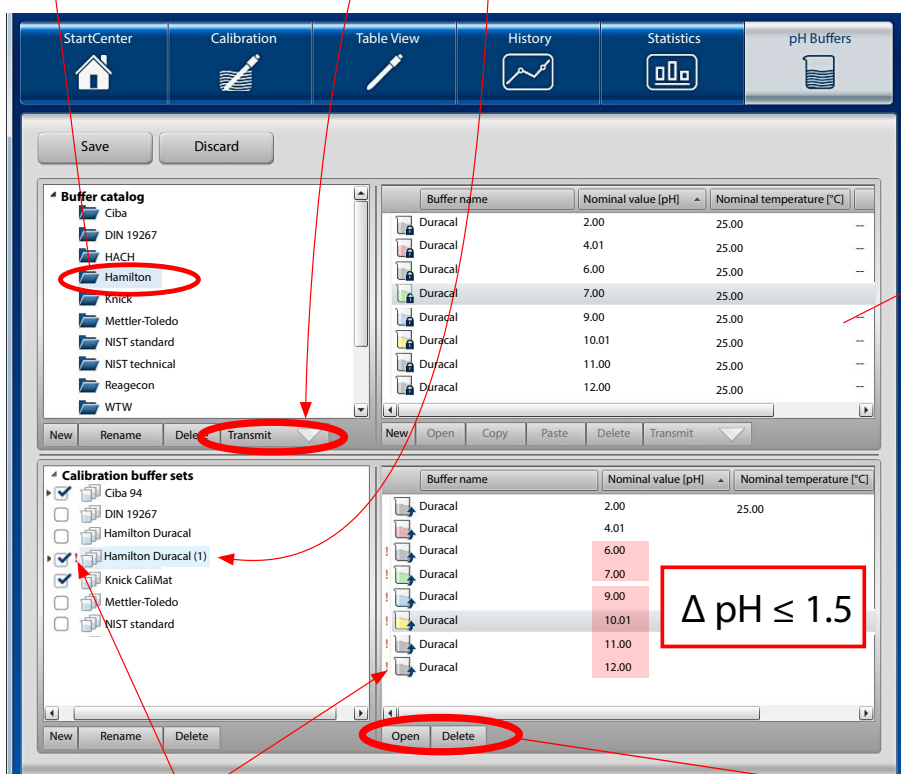 StartCenter Calibration Table View History Statistics pH Buffers
Save Discard
Buffer catalog
Ciba
DIN 19267
HACH
Hamilton
Knick
Mettler-Toledo
NIST standard
NIST technical
Reagecon
WTW
New Rename Delete Transmit
Buffer name Nominal value [pH] Nominal temperature [°C]
Duracal 2.00 25.00 --
Duracal 4.01 25.00 --
Duracal 6.00 25.00 --
Duracal 7.00 25.00 --
Duracal 9.00 25.00 --
Duracal 10.01 25.00 --
Duracal 11.00 25.00 --
Duracal 12.00 25.00 --
New Open Copy Paste Delete Transmit
Calibration buffer sets
Ciba 94
DIN 19267
Hamilton Duracal
! Hamilton Duracal (1)
Knick CaliMat
Mettler-Toledo
NIST standard
New Rename Delete
Buffer name Nominal value [pH] Nominal temperature [°C]
Duracal 2.00 25.00
Duracal 4.01
! Duracal 6.00
! Duracal 7.00
! Duracal 9.00
! Duracal 10.01
! Duracal 11.00
! Duracal 12.00
Δ pH ≤ 1.5
Open Delete